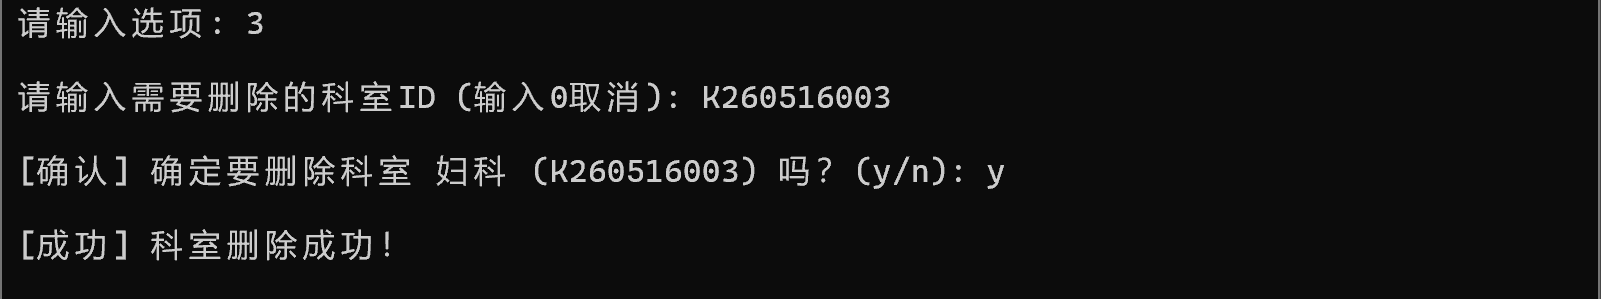 请输入选项: 3
请输入需要删除的科室ID (输入0取消): K260516003
[确认] 确定要删除科室 妇科 (K260516003) 吗? (y/n): y
[成功] 科室删除成功!